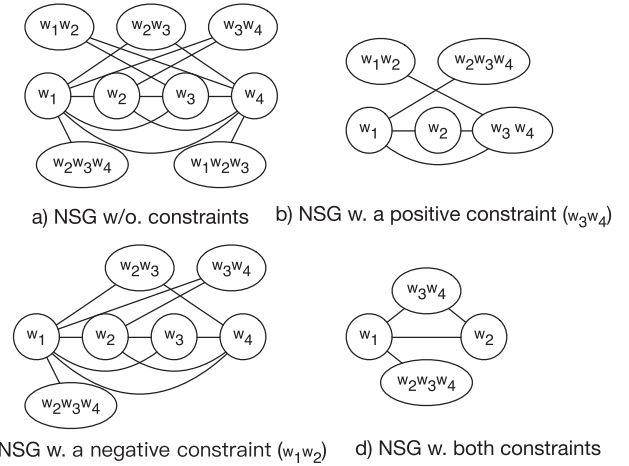 w1w2 w2w3 w3w4
w1w2 w2w3w4
w1 w2 w3 w4
w1 w2 w3 w4
w2w3w4 w1w2w3
a) NSG w/o. constraints b) NSG w. a positive constraint (w3w4)
w2w3 w3w4
w3w4
w1 w2 w3 w4
w1 w2
w2w3w4
w2w3w4
NSG w. a negative constraint (w1w2) d) NSG w. both constraints